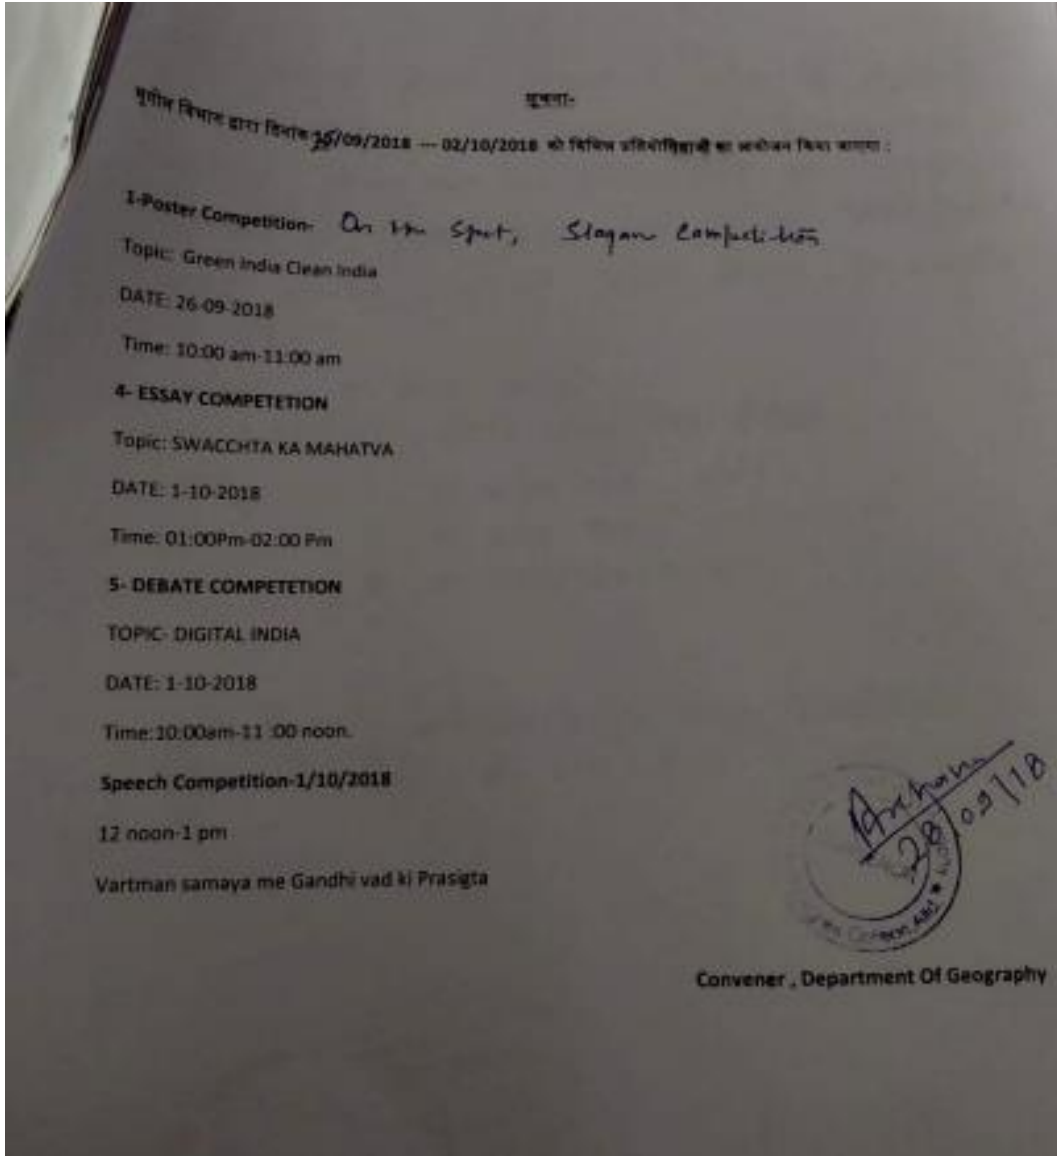 सूचना-
भूगोल विभाग द्वारा दिनांक /09/2018 --- 02/10/2018 को विभिन्न प्रतियोगिताओं का आयोजन किया जाएगा :
1-Poster Competition- On the Spot, Slogan Competition
Topic: Green India Clean India
DATE: 26-09-2018
Time: 10:00 am-11:00 am
4- ESSAY COMPETETION
Topic: SWACCHTA KA MAHATVA
DATE: 1-10-2018
Time: 01:00Pm-02:00 Pm
5- DEBATE COMPETETION
TOPIC- DIGITAL INDIA
DATE: 1-10-2018
Time:10:00am-11 :00 noon.
Speech Competition-1/10/2018
12 noon-1 pm
Vartman samaya me Gandhi vad ki Prasigta
Archana
Convener , Department Of Geography